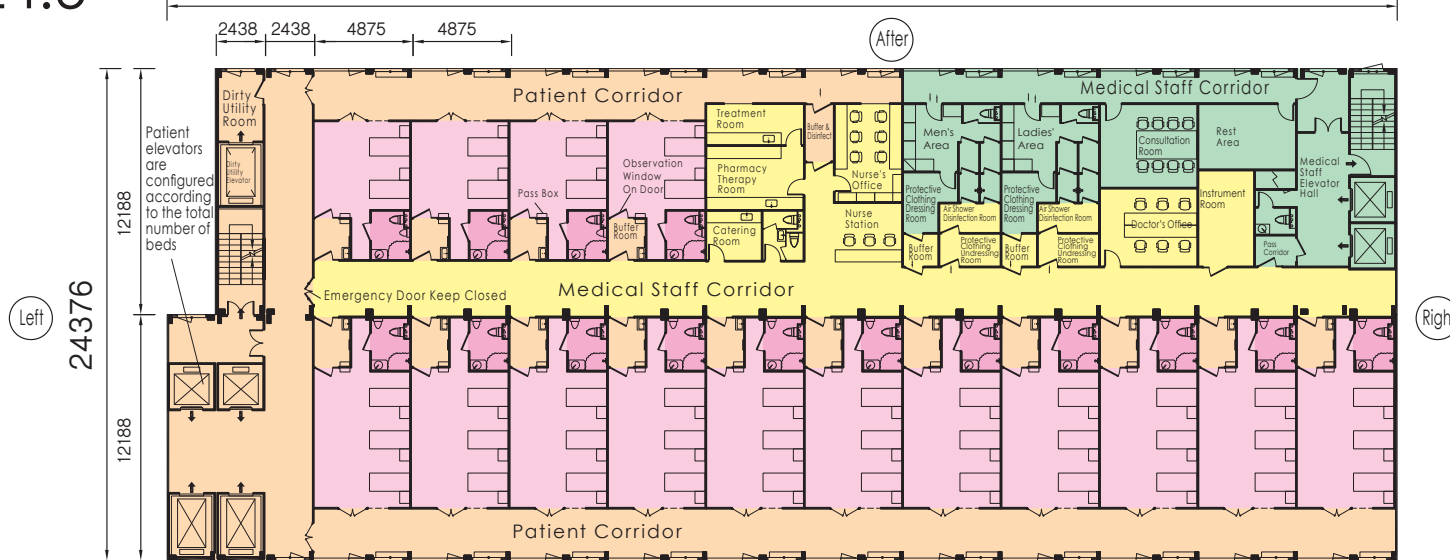 2438
2438
4875
4875
After
Dirty
Utility
Room
Patient Corridor
Medical Staff Corridor
Patient
elevators
are
configured
according
to the total
number of
beds
Dirty
Utility
Elevator
Pass Box
Observation
Window
On Door
Buffer
Room
Treatment
Room
Pharmacy
Therapy
Room
Catering
Room
Buffer &
Disinfect
Nurse's
Office
Nurse
Station
Men's
Area
Ladies'
Area
Protective
Clothing
Dressing
Room
Air Shower
Disinfection Room
Buffer
Room
Protective
Clothing
Undressing
Room
Protective
Clothing
Dressing
Room
Air Shower
Disinfection Room
Buffer
Room
Protective
Clothing
Undressing
Room
Consultation
Room
Doctor's Office
Rest
Area
Instrument
Room
Pass
Corridor
Medical
Staff
Elevator
Hall
12188
24376
12188
Left
Emergency Door Keep Closed
Medical Staff Corridor
Righ
Patient Corridor